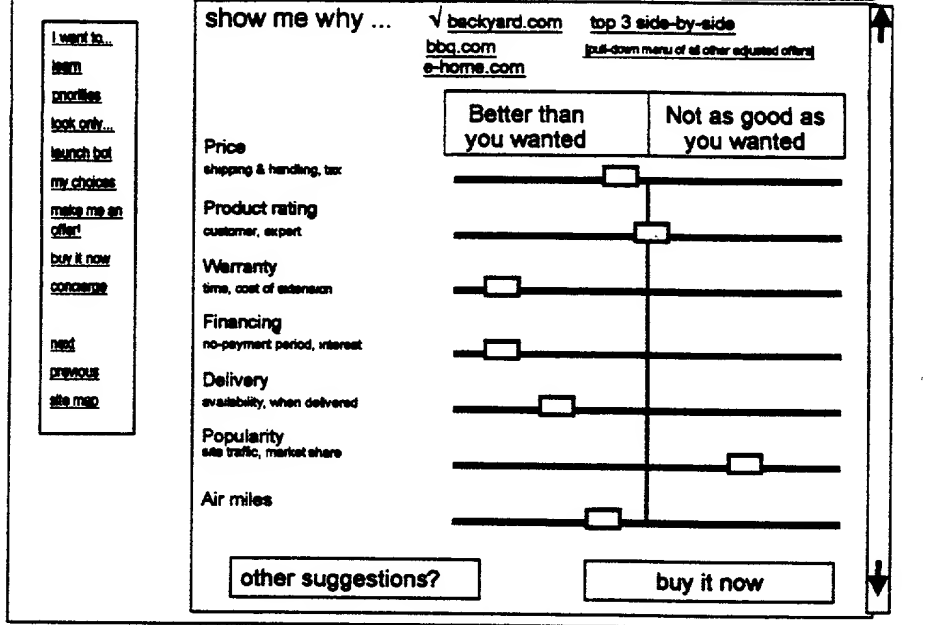 I want to...
learn
priorities
look only...
launch bot
my choices
make me an
offer!
buy it now
concierge
next
previous
site map
show me why ...
√ backyard.com
bbq.com
e-home.com
top 3 side-by-side
[pull-down menu of all other adjusted offers]
Better than
you wanted
Not as good as
you wanted
Price
shipping & handling, tax
Product rating
customer, expert
Warranty
time, cost of extension
Financing
no-payment period, interest
Delivery
availability, when delivered
Popularity
site traffic, market share
Air miles
other suggestions?
buy it now